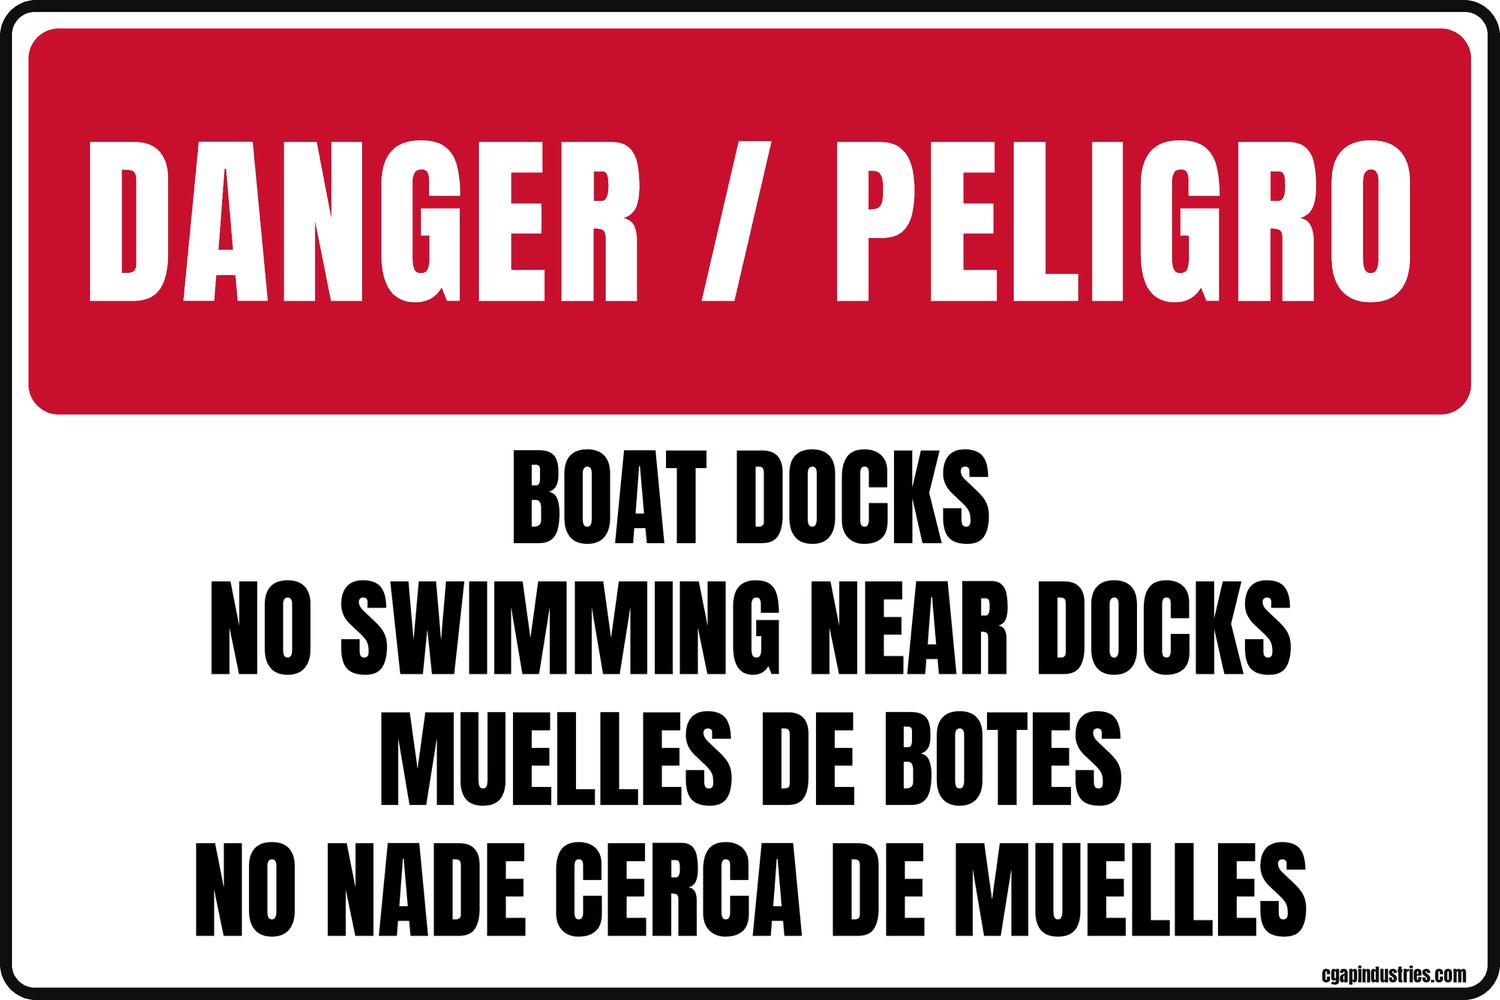 DANGER / PELIGRO
BOAT DOCKS
NO SWIMMING NEAR DOCKS
MUELLES DE BOTES
NO NADE CERCA DE MUELLES
cgapindustries.com